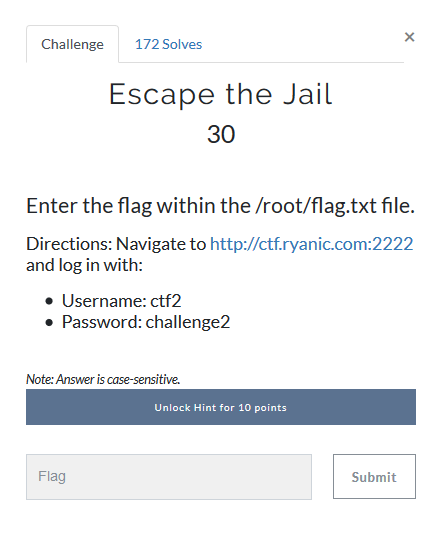 Challenge
172 Solves
×
Escape the Jail
30
Enter the flag within the /root/flag.txt file.
Directions: Navigate to http://ctf.ryanic.com:2222
and log in with:
• Username: ctf2
• Password: challenge2
Note: Answer is case-sensitive.
Unlock Hint for 10 points
Flag
Submit